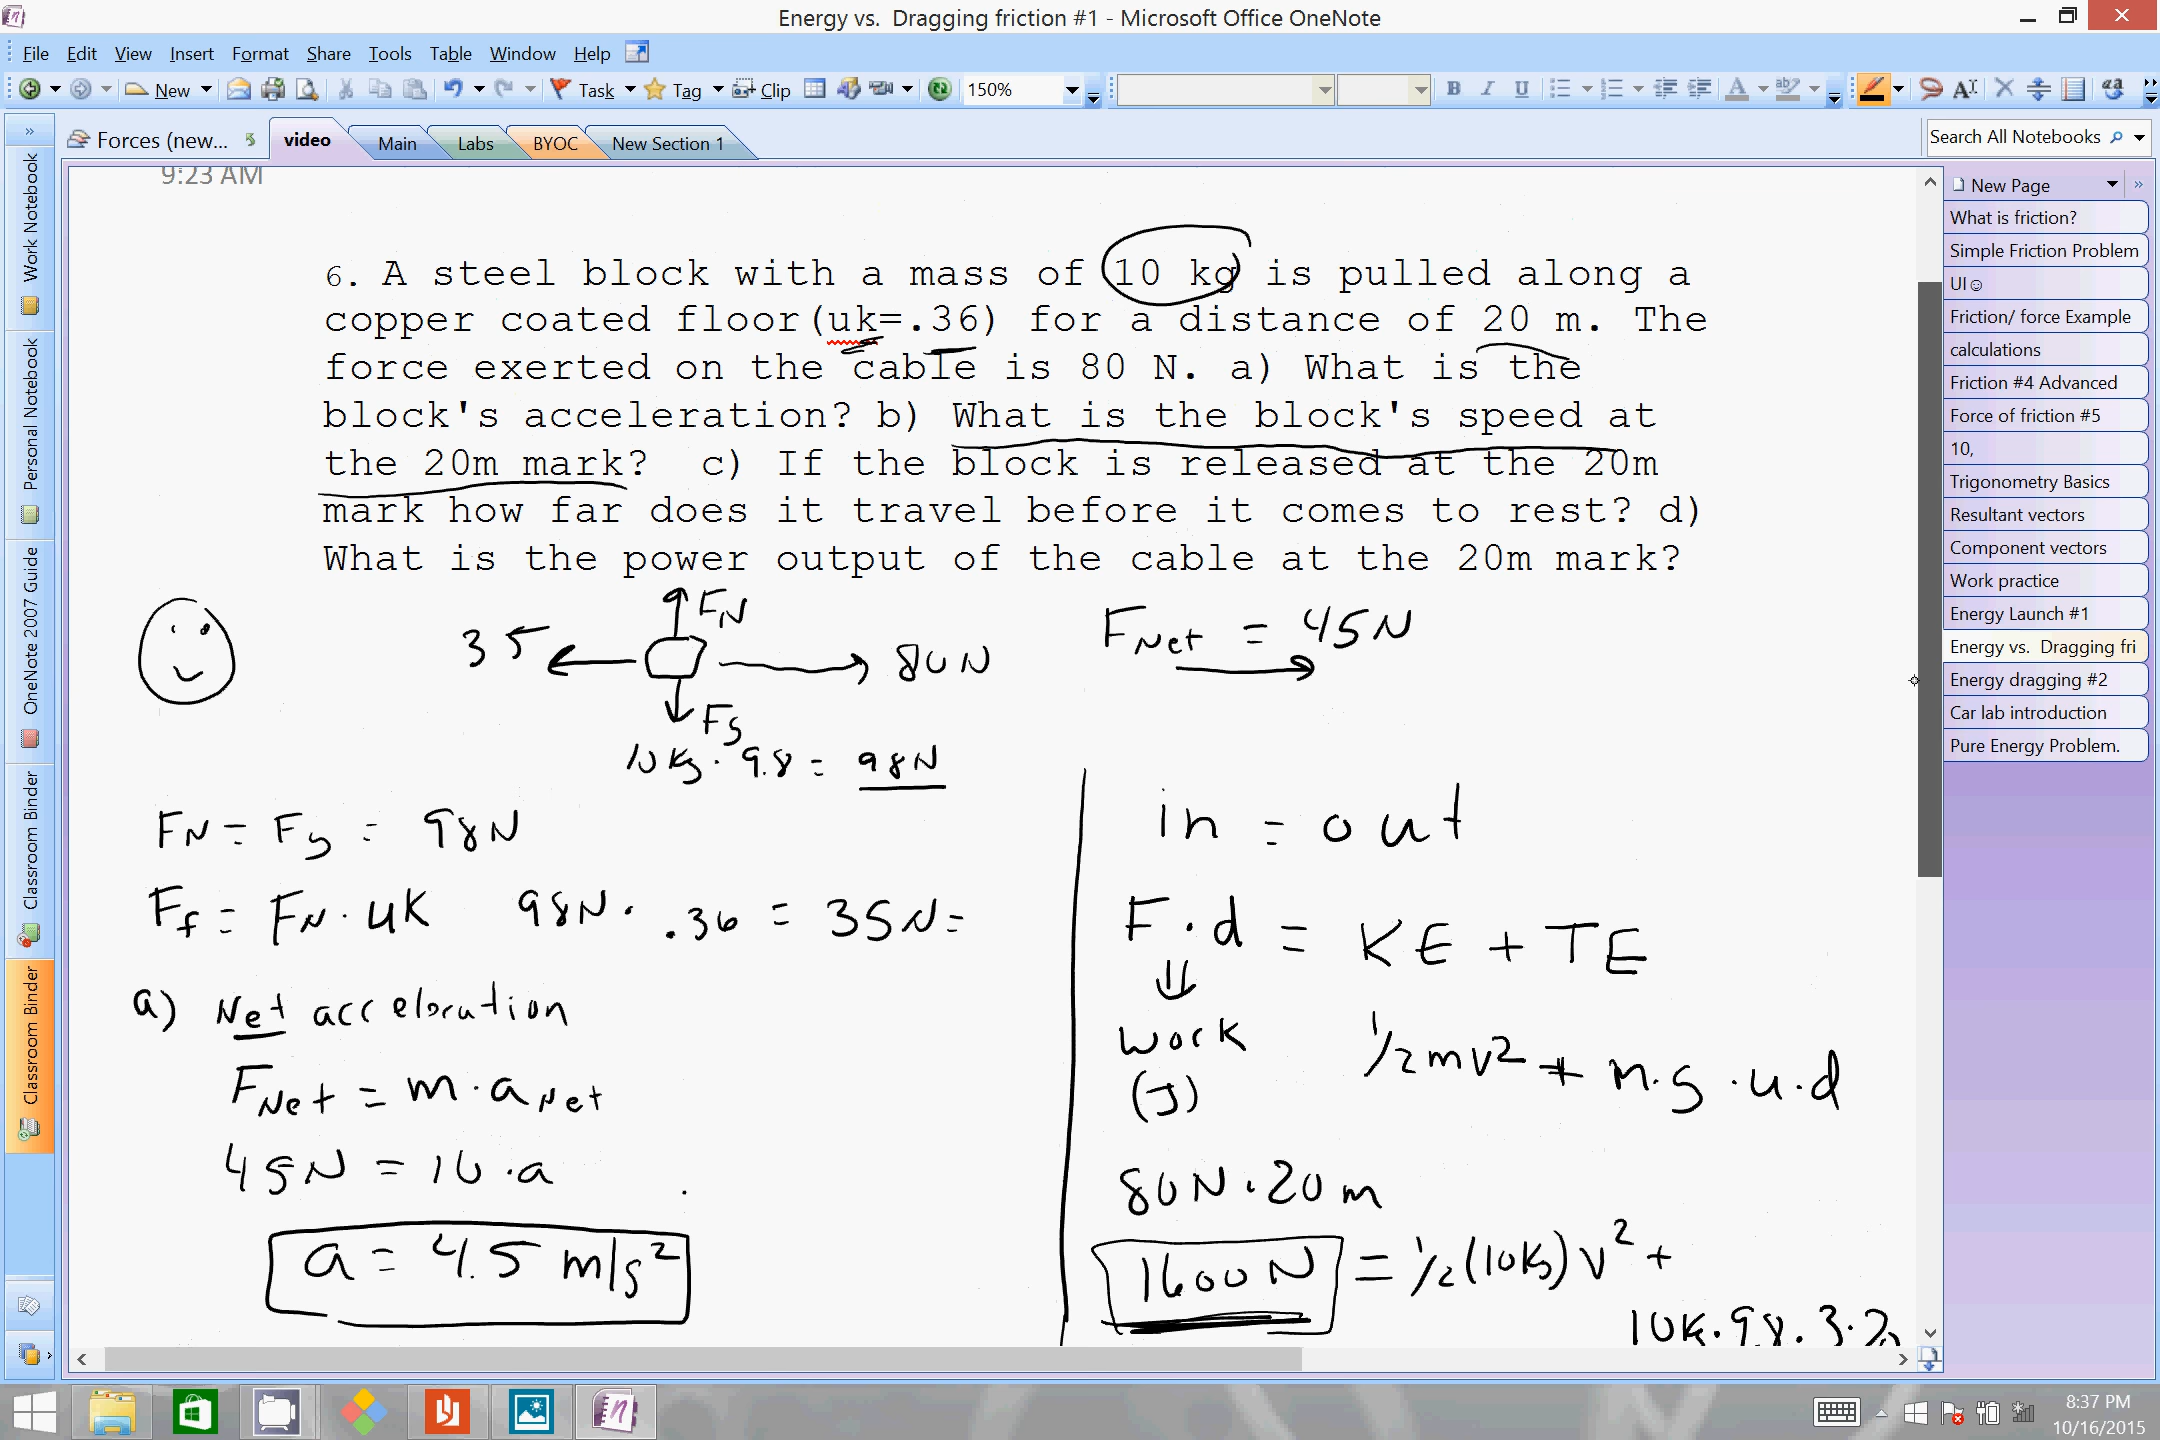 Energy vs.  Dragging friction #1 - Microsoft Office OneNote
File Edit View Insert Format Share Tools Table Window Help
New Task Tag Clip 150% B I U
Forces (new... video Main Labs BYOC New Section 1
Search All Notebooks
Work Notebook
Personal Notebook
OneNote 2007 Guide
Classroom Binder
Classroom Binder
9:23 AM
6. A steel block with a mass of 10 kg is pulled along a
copper coated floor(uk=.36) for a distance of 20 m. The
force exerted on the cable is 80 N. a) What is the
block's acceleration? b) What is the block's speed at
the 20m mark?  c) If the block is released at the 20m
mark how far does it travel before it comes to rest? d)
What is the power output of the cable at the 20m mark?
FN
35
80N
Fg
10kg · 9.8 = 98N
FNet = 45N
FN = Fg = 98N
Ff = FN · uK 98N · .36 = 35N =
a) Net acceloration
FNet = m · aNet
45N = 10 · a
a = 4.5 m/s²
in = out
F · d = KE + TE
Work
(J)
1/2 mv² + m·g·u·d
80N · 20m
1600N = 1/2 (10kg) v² +
New Page
What is friction?
Simple Friction Problem
UI☺
Friction/ force Example
calculations
Friction #4 Advanced
Force of friction #5
10,
Trigonometry Basics
Resultant vectors
Component vectors
Work practice
Energy Launch #1
Energy vs.  Dragging fri
Energy dragging #2
Car lab introduction
Pure Energy Problem.
8:37 PM
10/16/2015